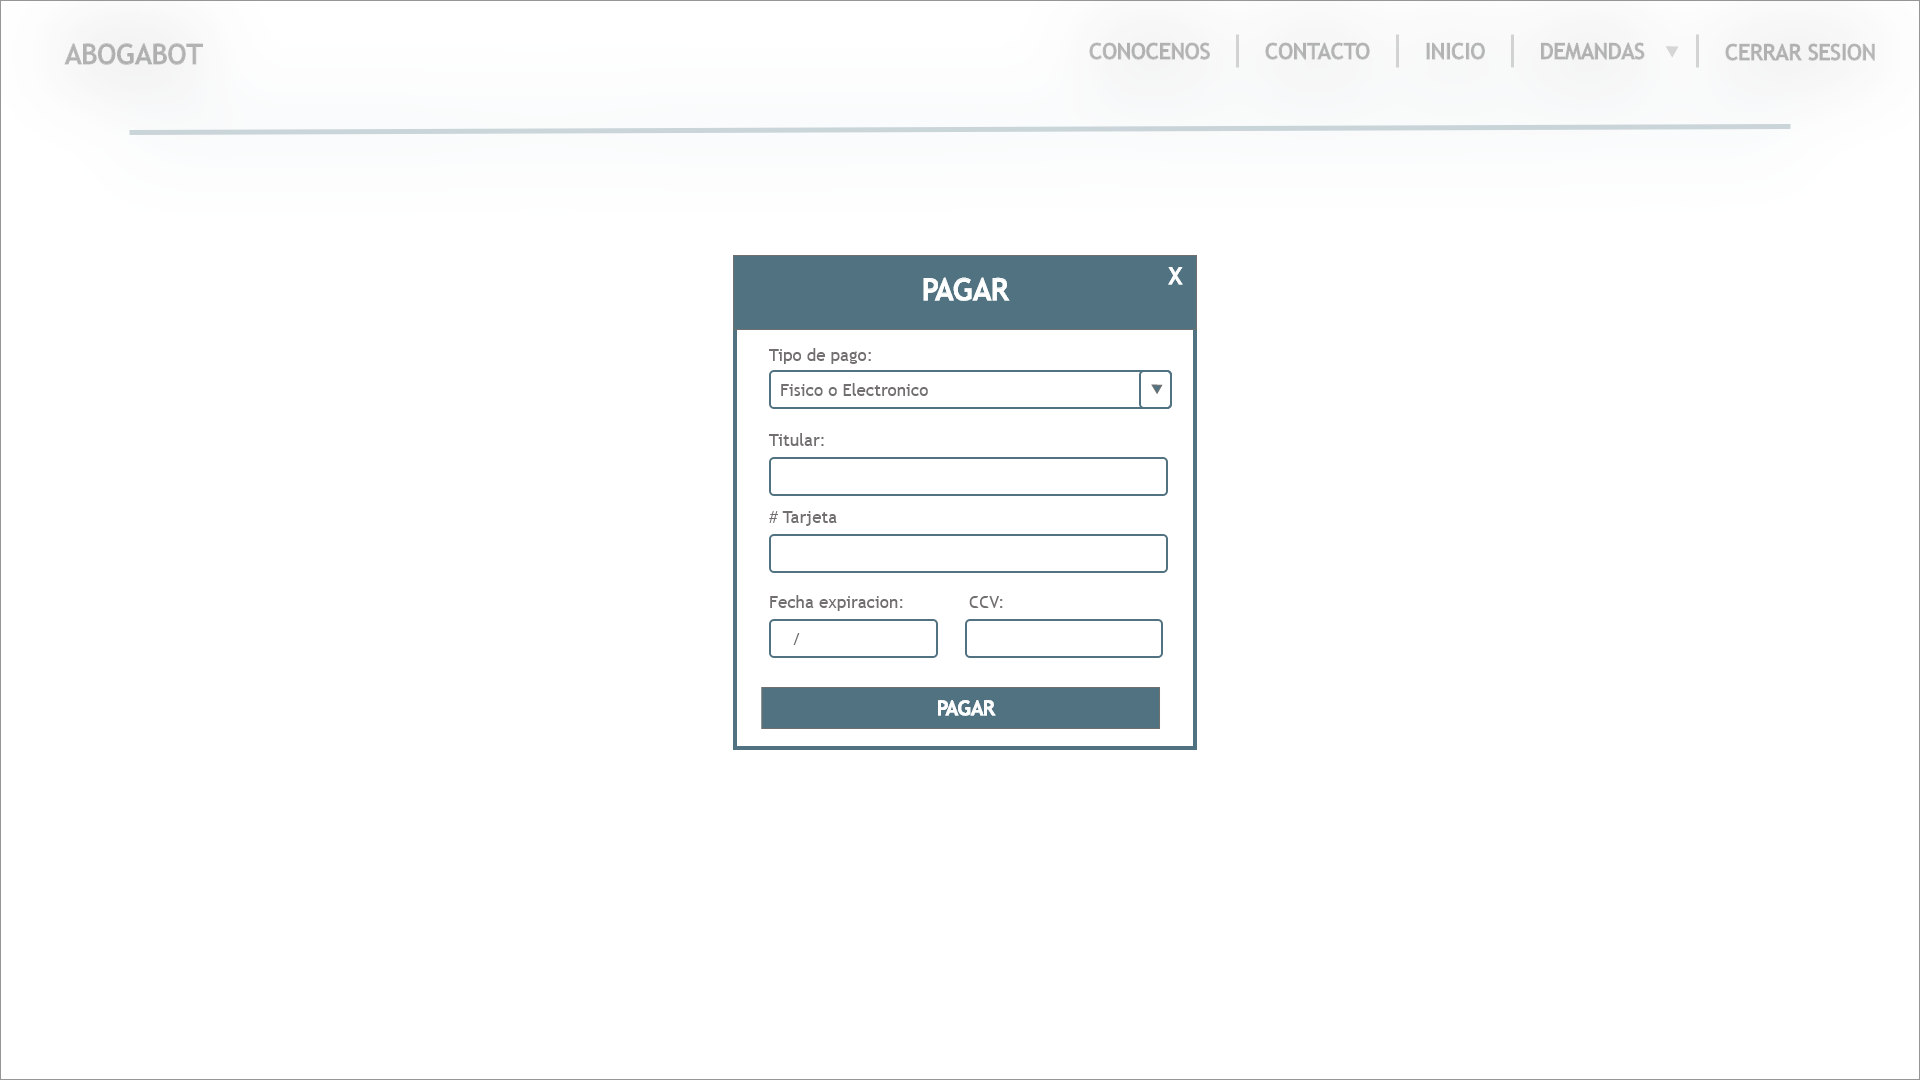 ABOGABOT
CONOCENOS
CONTACTO
INICIO
DEMANDAS ▼
CERRAR SESION
PAGAR
X
Tipo de pago:
Fisico o Electronico ▼
Titular:
# Tarjeta
Fecha expiracion: CCV:
/
PAGAR